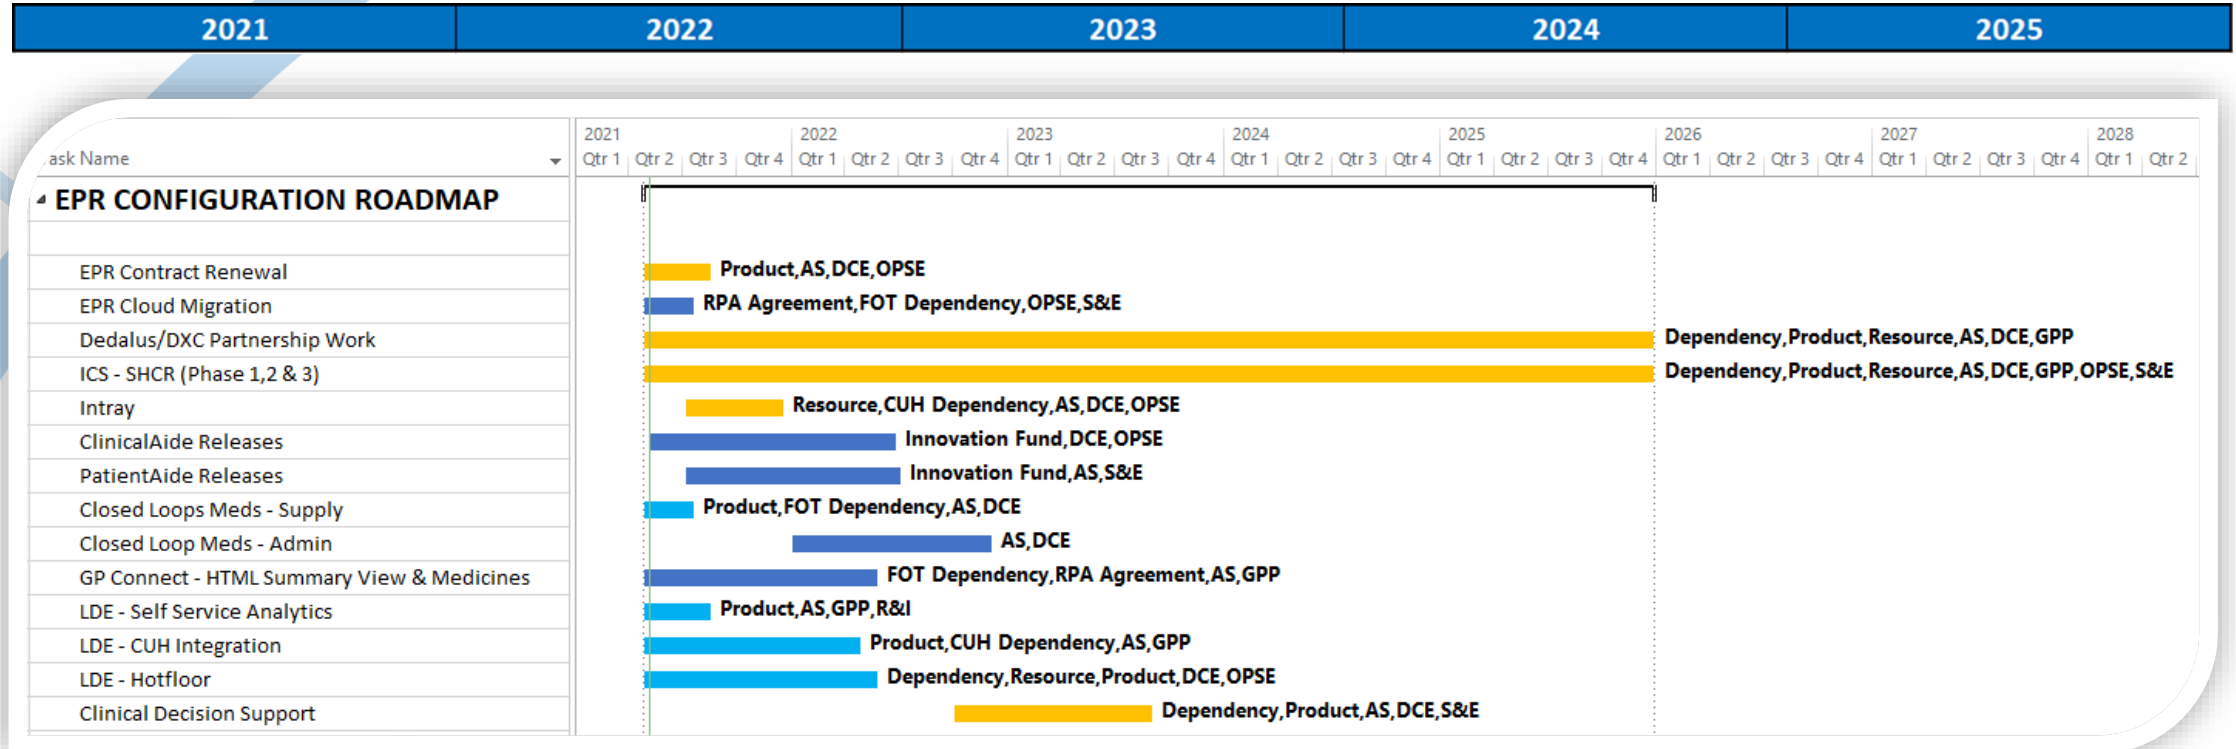 2021 2022 2023 2024 2025
2021 2022 2023 2024 2025 2026 2027 2028
ask Name Qtr 1 Qtr 2 Qtr 3 Qtr 4 Qtr 1 Qtr 2 Qtr 3 Qtr 4 Qtr 1 Qtr 2 Qtr 3 Qtr 4 Qtr 1 Qtr 2 Qtr 3 Qtr 4 Qtr 1 Qtr 2 Qtr 3 Qtr 4 Qtr 1 Qtr 2 Qtr 3 Qtr 4 Qtr 1 Qtr 2 Qtr 3 Qtr 4 Qtr 1 Qtr 2
EPR CONFIGURATION ROADMAP
EPR Contract Renewal Product,AS,DCE,OPSE
EPR Cloud Migration RPA Agreement,FOT Dependency,OPSE,S&E
Dedalus/DXC Partnership Work Dependency,Product,Resource,AS,DCE,GPP
ICS - SHCR (Phase 1,2 & 3) Dependency,Product,Resource,AS,DCE,GPP,OPSE,S&E
Intray Resource,CUH Dependency,AS,DCE,OPSE
ClinicalAide Releases Innovation Fund,DCE,OPSE
PatientAide Releases Innovation Fund,AS,S&E
Closed Loops Meds - Supply Product,FOT Dependency,AS,DCE
Closed Loop Meds - Admin AS,DCE
GP Connect - HTML Summary View & Medicines FOT Dependency,RPA Agreement,AS,GPP
LDE - Self Service Analytics Product,AS,GPP,R&I
LDE - CUH Integration Product,CUH Dependency,AS,GPP
LDE - Hotfloor Dependency,Resource,Product,DCE,OPSE
Clinical Decision Support Dependency,Product,AS,DCE,S&E